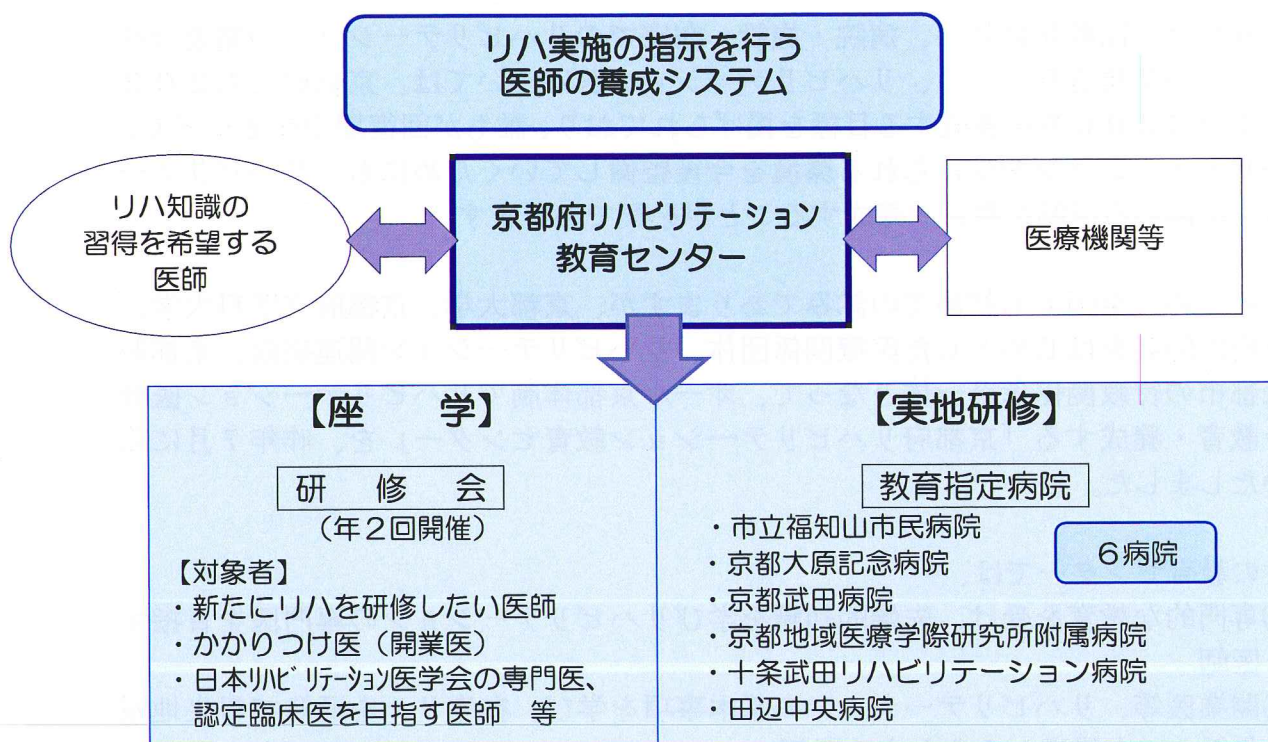 リハ実施の指示を行う
医師の養成システム
リハ知識の
習得を希望する
医師
京都府リハビリテーション
教育センター
医療機関等
【座　学】
研　修　会
（年２回開催）
【対象者】
・新たにリハを研修したい医師
・かかりつけ医（開業医）
・日本ﾘﾊﾋﾞﾘﾃｰｼｮﾝ医学会の専門医、
認定臨床医を目指す医師　等
【実地研修】
教育指定病院
６病院
・市立福知山市民病院
・京都大原記念病院
・京都武田病院
・京都地域医療学際研究所附属病院
・十条武田リハビリテーション病院
・田辺中央病院